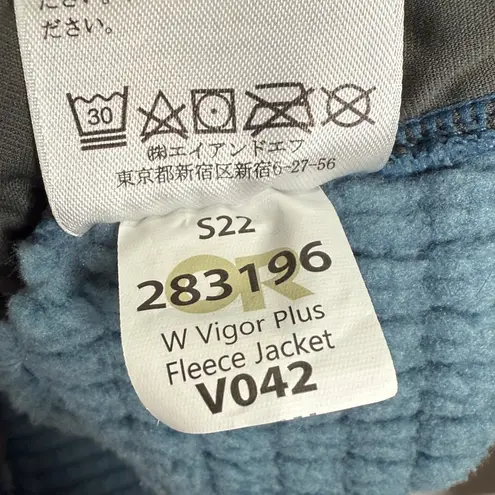 ださい。
30
㈱エイアンドエフ
東京都新宿区新宿6-27-56
S22
OR
283196
W Vigor Plus
Fleece Jacket
V042